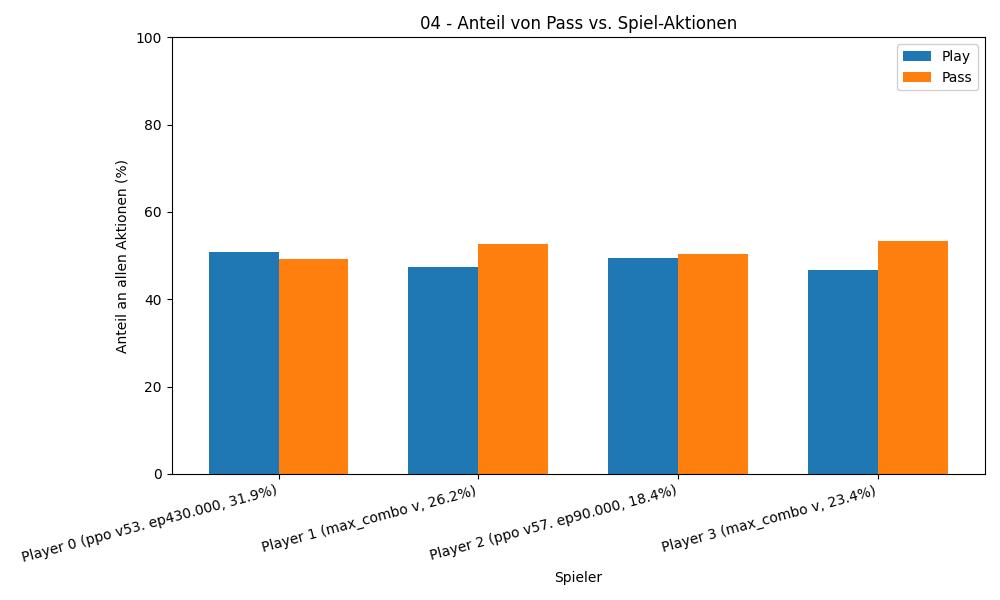 04 - Anteil von Pass vs. Spiel-Aktionen
Play
Pass
Anteil an allen Aktionen (%)
100
80
60
40
20
0
Player 0 (ppo v53. ep430.000, 31.9%)
Player 1 (max_combo v, 26.2%)
Player 2 (ppo v57. ep90.000, 18.4%)
Player 3 (max_combo v, 23.4%)
Spieler